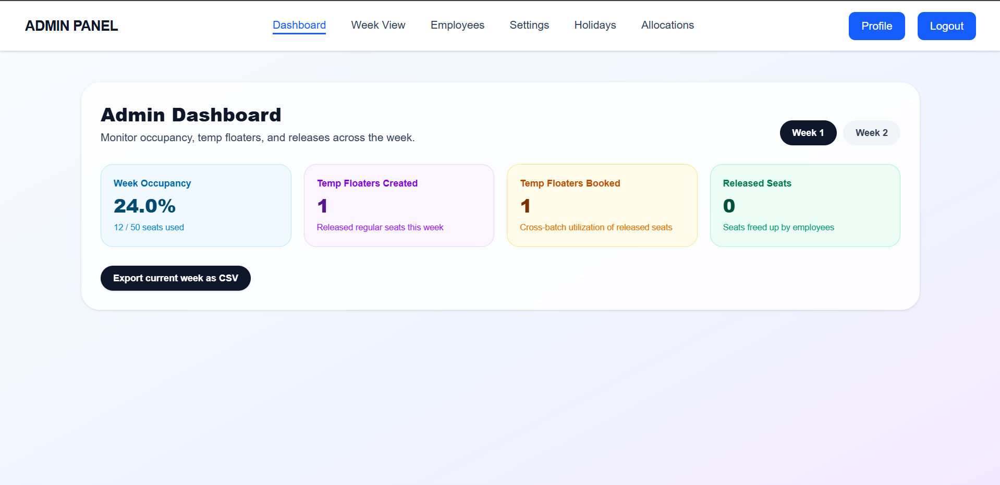 ADMIN PANEL
Dashboard
Week View
Employees
Settings
Holidays
Allocations
Profile
Logout
Admin Dashboard
Monitor occupancy, temp floaters, and releases across the week.
Week 1
Week 2
Week Occupancy
24.0%
12 / 50 seats used
Temp Floaters Created
1
Released regular seats this week
Temp Floaters Booked
1
Cross-batch utilization of released seats
Released Seats
0
Seats freed up by employees
Export current week as CSV